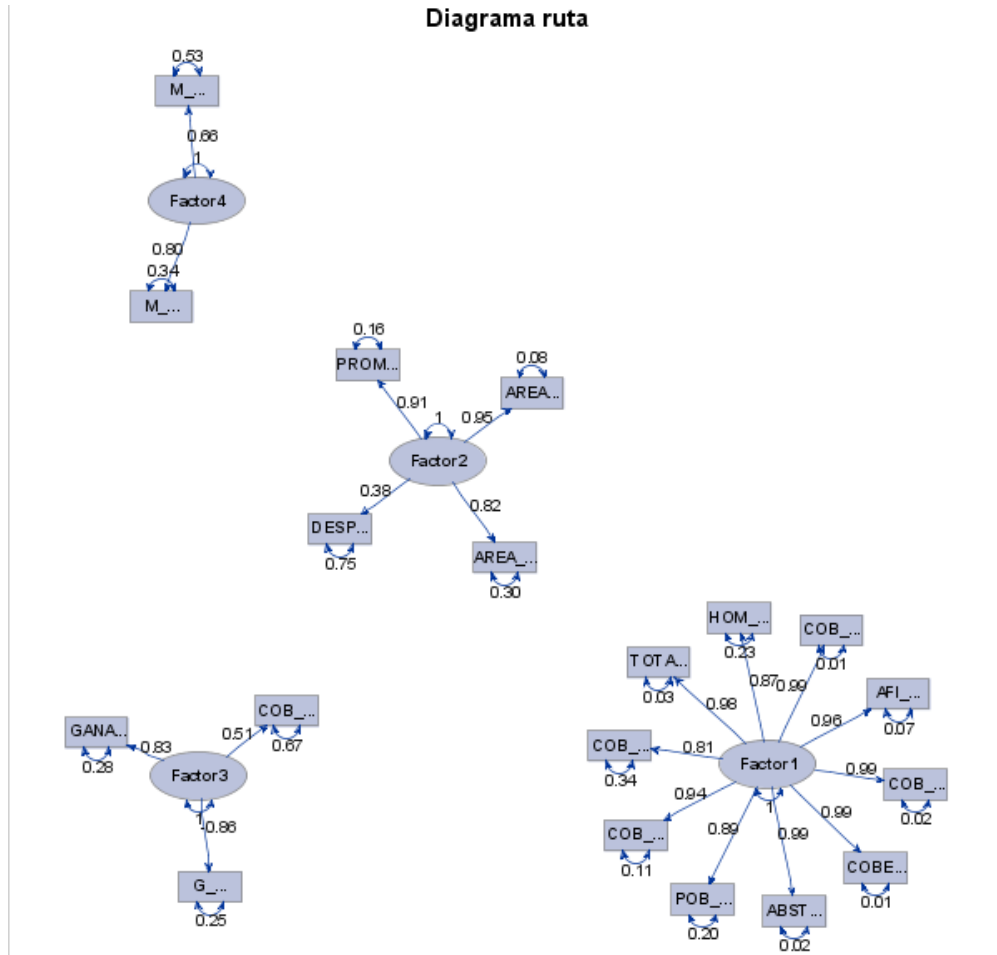 Diagrama ruta
0.53
M_...
0.66
1
Factor4
0.80
0.34
M_...
0.16
PROM...
0.08
AREA...
0.91
1
0.95
Factor2
0.38
0.82
DESP...
0.75
AREA_...
0.30
HOM_...
0.23
COB_...
0.01
TOTA...
0.03
0.87
0.99
0.98
AFI_...
0.07
0.96
COB_...
0.34
0.81
Factor1
0.99
COB_...
0.02
0.94
1
0.99
COB_...
0.11
0.89
0.99
COBE...
0.01
POB_...
0.20
ABST...
0.02
GANA...
0.28
0.83
0.51
COB_...
0.67
Factor3
1
-0.86
G_...
0.25